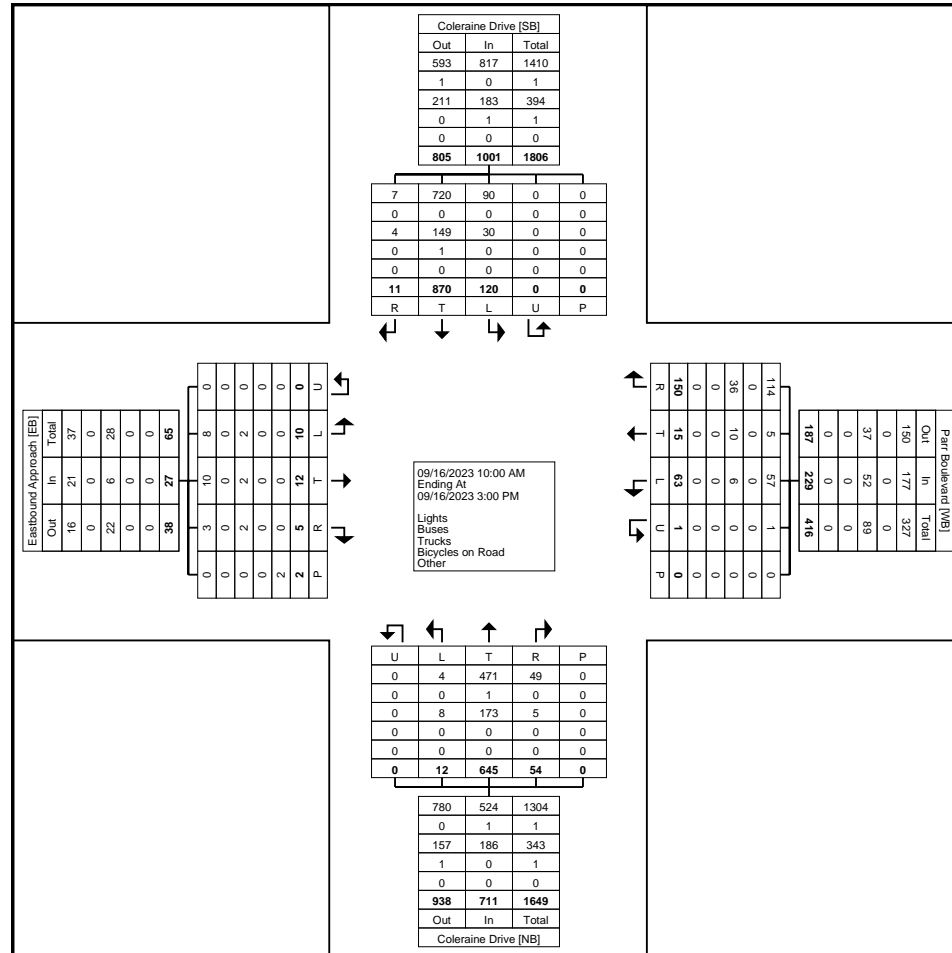 Coleraine Drive [SB]
Out In Total
593 817 1410
1 0 1
211 183 394
0 1 1
0 0 0
805 1001 1806
7 720 90 0 0
0 0 0 0 0
4 149 30 0 0
0 1 0 0 0
0 0 0 0 0
11 870 120 0 0
R T L U P
Eastbound Approach [EB]
Out In Total
16 21 37
0 0 0
22 6 28
0 0 0
0 0 0
38 27 65
0 3 10 8 0
0 0 0 0 0
0 2 2 2 0
0 0 0 0 0
2 0 0 0 0
2 5 12 10 0
P R T L U
09/16/2023 10:00 AM
Ending At
09/16/2023 3:00 PM
Lights
Buses
Trucks
Bicycles on Road
Other
Parr Boulevard [WB]
Out In Total
150 177 327
0 0 0
37 52 89
0 0 0
0 0 0
187 229 416
114 5 57 1 0
0 0 0 0 0
36 10 6 0 0
0 0 0 0 0
0 0 0 0 0
150 15 63 1 0
R T L U P
U L T R P
0 4 471 49 0
0 0 1 0 0
0 8 173 5 0
0 0 0 0 0
0 0 0 0 0
0 12 645 54 0
780 524 1304
0 1 1
157 186 343
1 0 1
0 0 0
938 711 1649
Out In Total
Coleraine Drive [NB]